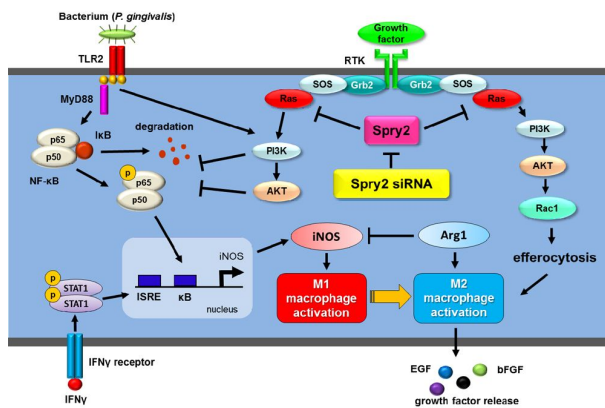 Bacterium (P. gingivalis)
TLR2
MyD88
Growth
factor
RTK
SOS
Grb2
Grb2
SOS
Ras
Ras
p65
p50
IκB
NF-κB
degradation
P
p65
p50
PI3K
AKT
Spry2
Spry2 siRNA
PI3K
AKT
Rac1
efferocytosis
iNOS
Arg1
iNOS
ISRE
κB
nucleus
P
P
STAT1
STAT1
M1
macrophage
activation
M2
macrophage
activation
IFNγ receptor
IFNγ
EGF
bFGF
growth factor release